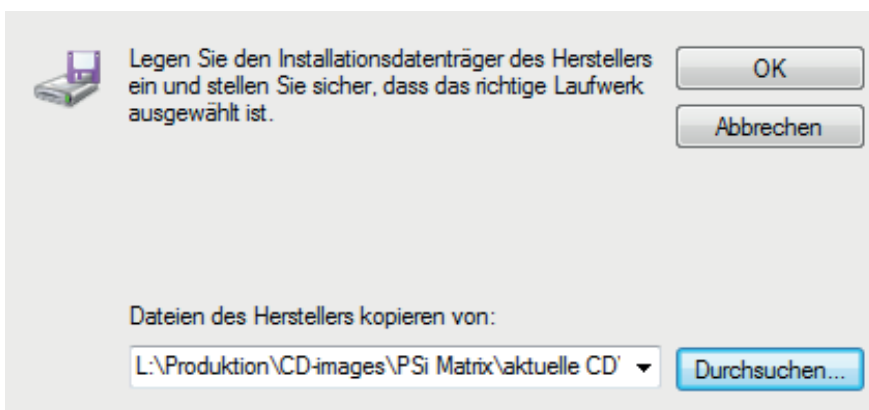 Legen Sie den Installationsdatenträger des Herstellers
ein und stellen Sie sicher, dass das richtige Laufwerk
ausgewählt ist.
OK
Abbrechen
Dateien des Herstellers kopieren von:
L:\Produktion\CD-images\PSi Matrix\aktuelle CD\
Durchsuchen...